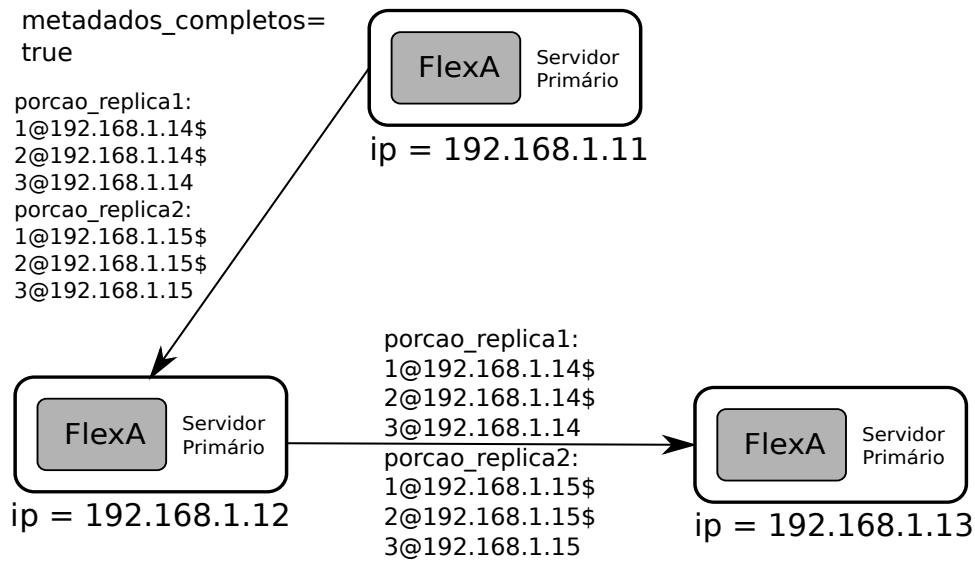 metadados_completos=
true
porcao_replica1:
1@192.168.1.14$
2@192.168.1.14$
3@192.168.1.14
porcao_replica2:
1@192.168.1.15$
2@192.168.1.15$
3@192.168.1.15
FlexA
Servidor
Primário
ip = 192.168.1.11
FlexA
Servidor
Primário
ip = 192.168.1.12
porcao_replica1:
1@192.168.1.14$
2@192.168.1.14$
3@192.168.1.14
porcao_replica2:
1@192.168.1.15$
2@192.168.1.15$
3@192.168.1.15
FlexA
Servidor
Primário
ip = 192.168.1.13